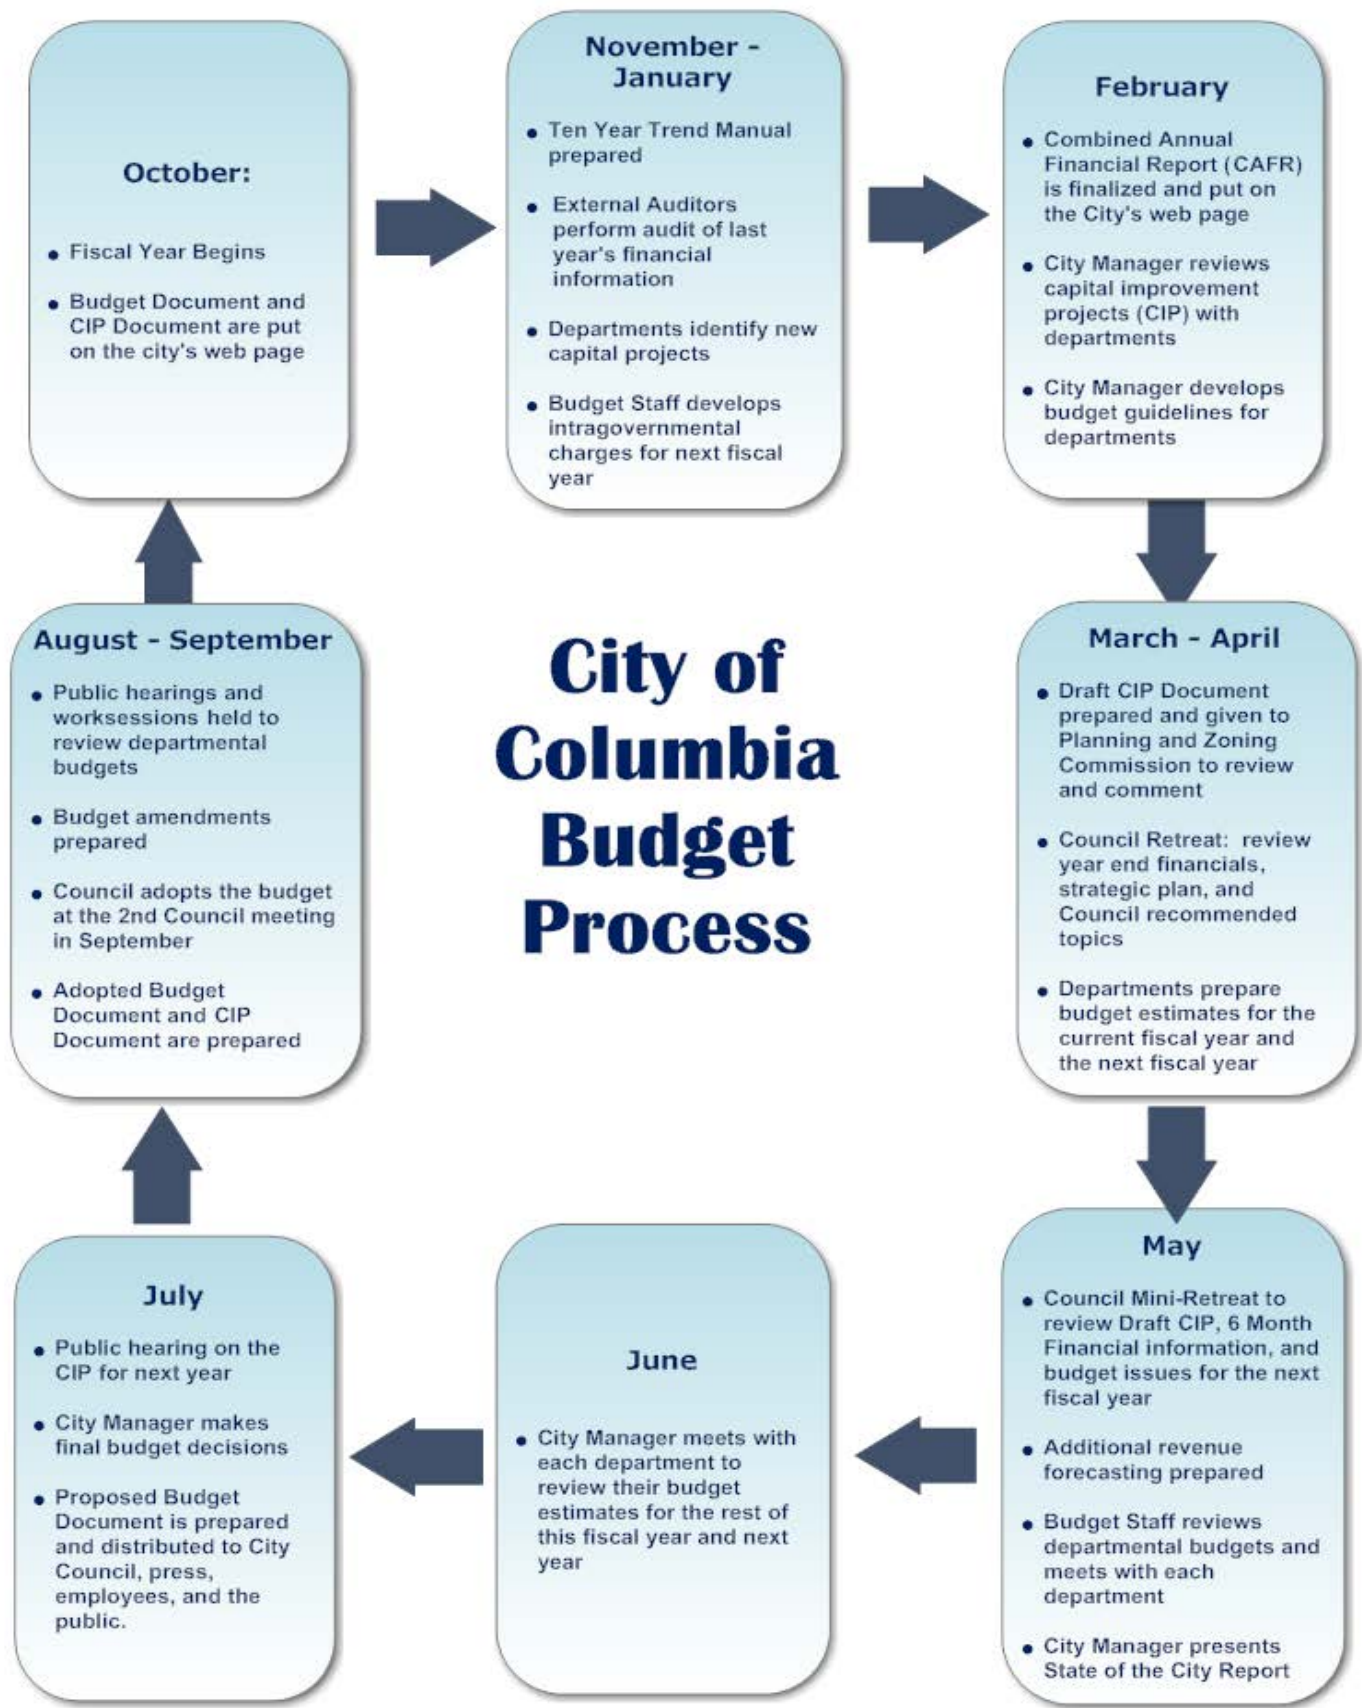 October:
• Fiscal Year Begins
• Budget Document and
CIP Document are put
on the city's web page
November -
January
• Ten Year Trend Manual
prepared
• External Auditors
perform audit of last
year's financial
information
• Departments identify new
capital projects
• Budget Staff develops
intragovernmental
charges for next fiscal
year
February
• Combined Annual
Financial Report (CAFR)
is finalized and put on
the City's web page
• City Manager reviews
capital improvement
projects (CIP) with
departments
• City Manager develops
budget guidelines for
departments
March - April
• Draft CIP Document
prepared and given to
Planning and Zoning
Commission to review
and comment
• Council Retreat: review
year end financials,
strategic plan, and
Council recommended
topics
• Departments prepare
budget estimates for the
current fiscal year and
the next fiscal year
May
• Council Mini-Retreat to
review Draft CIP, 6 Month
Financial information, and
budget issues for the next
fiscal year
• Additional revenue
forecasting prepared
• Budget Staff reviews
departmental budgets and
meets with each
department
• City Manager presents
State of the City Report
June
• City Manager meets with
each department to
review their budget
estimates for the rest of
this fiscal year and next
year
July
• Public hearing on the
CIP for next year
• City Manager makes
final budget decisions
• Proposed Budget
Document is prepared
and distributed to City
Council, press,
employees, and the
public.
August - September
• Public hearings and
worksessions held to
review departmental
budgets
• Budget amendments
prepared
• Council adopts the budget
at the 2nd Council meeting
in September
• Adopted Budget
Document and CIP
Document are prepared
City of
Columbia
Budget
Process